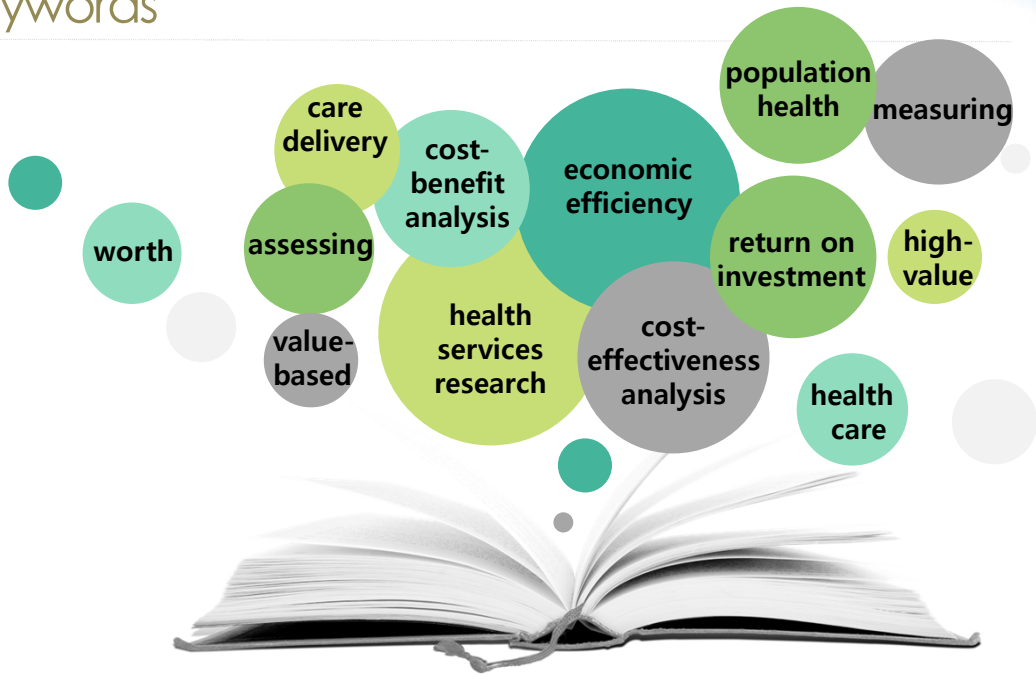 ywords
population
health
measuring
care
delivery
cost-
benefit
analysis
economic
efficiency
worth
assessing
return on
investment
high-
value
value-
based
health
services
research
cost-
effectiveness
analysis
health
care